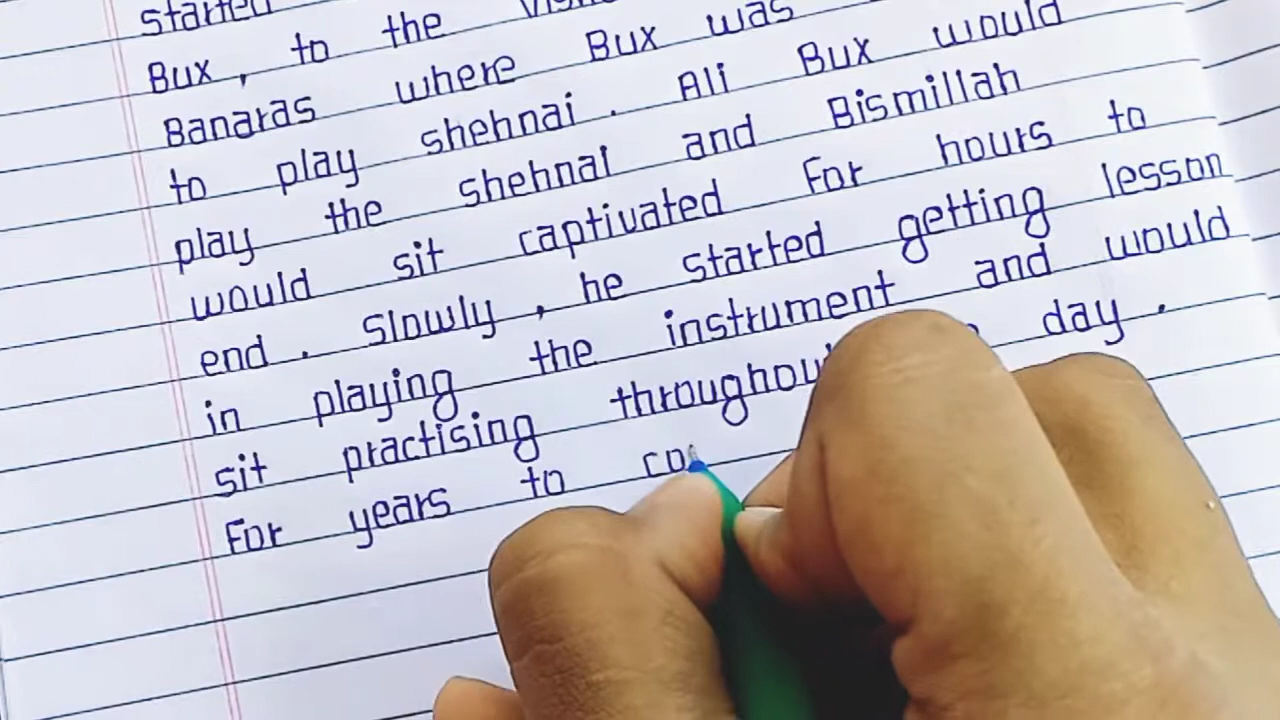 started
Bux, to the
Banaras where Bux was
to play shehnai. Ali Bux would
play the shehnai and Bismillah
would sit captivated For hours to
end. Slowly, he started getting lesson
in playing the instrument and would
sit practising day.
For years to co